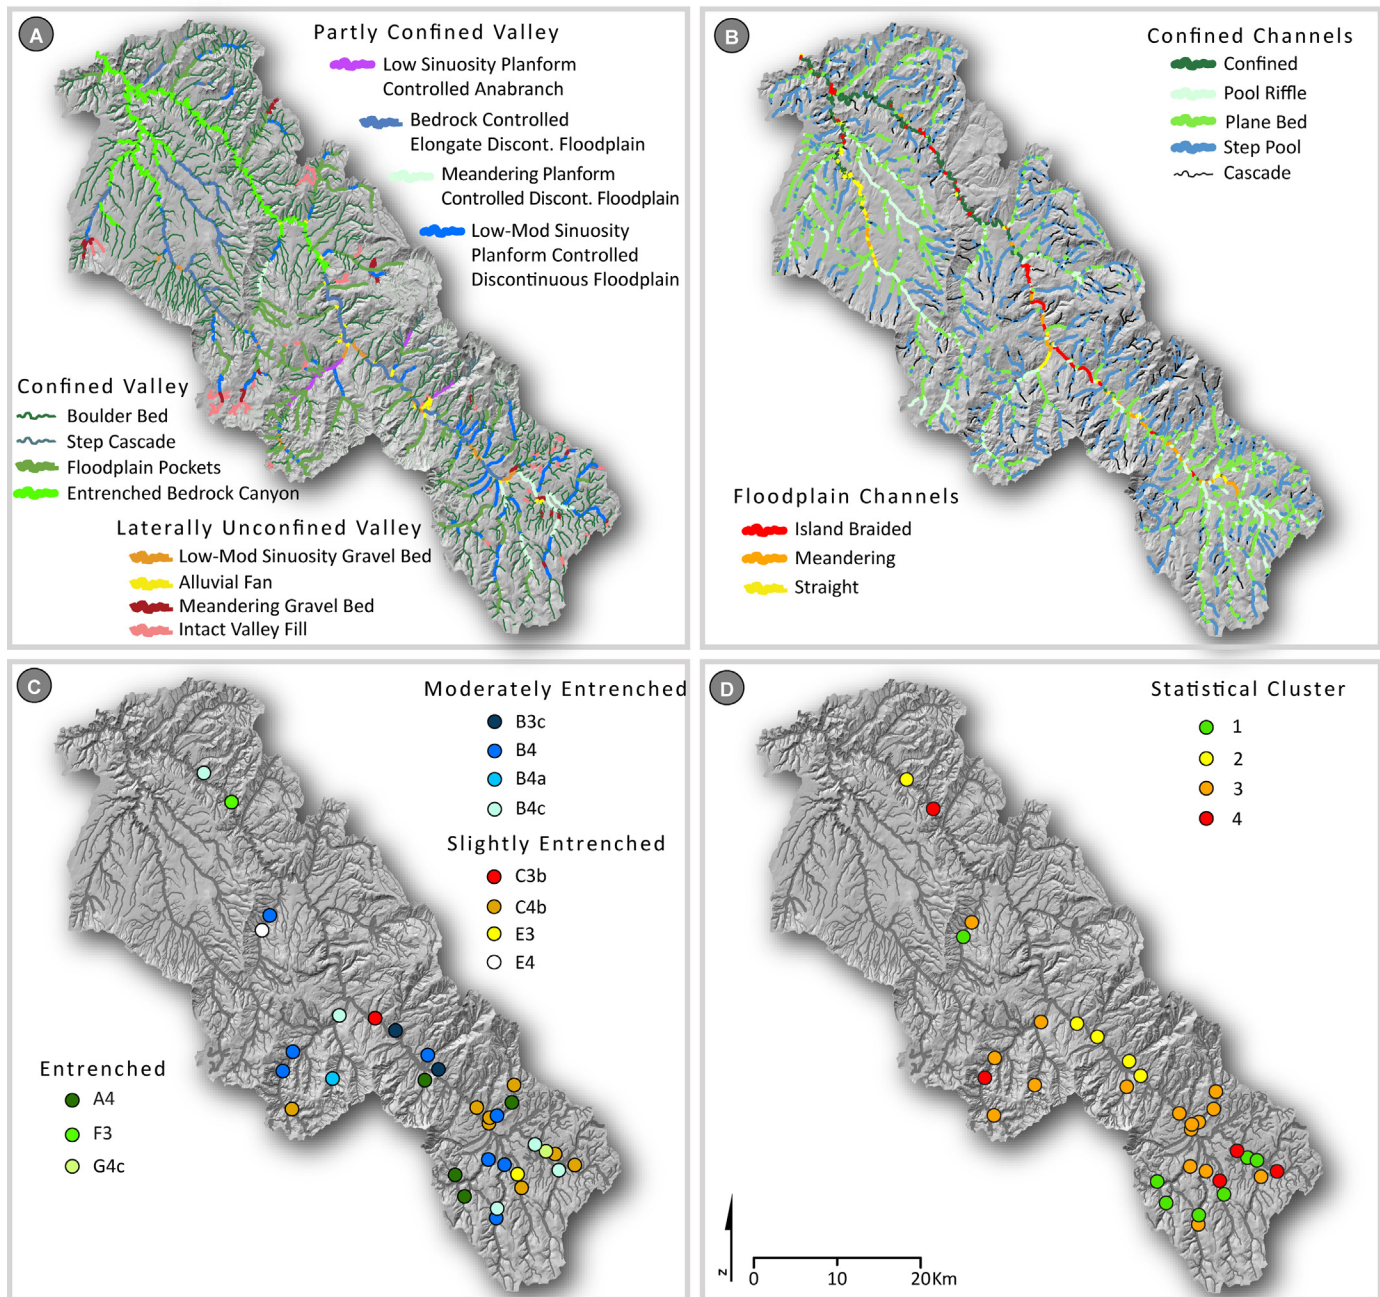 A
Partly Confined Valley
Low Sinuosity Planform
Controlled Anabranch
Bedrock Controlled
Elongate Discont. Floodplain
Meandering Planform
Controlled Discont. Floodplain
Low-Mod Sinuosity
Planform Controlled
Discontinuous Floodplain
Confined Valley
Boulder Bed
Step Cascade
Floodplain Pockets
Entrenched Bedrock Canyon
Laterally Unconfined Valley
Low-Mod Sinuosity Gravel Bed
Alluvial Fan
Meandering Gravel Bed
Intact Valley Fill
B
Confined Channels
Confined
Pool Riffle
Plane Bed
Step Pool
Cascade
Floodplain Channels
Island Braided
Meandering
Straight
C
Moderately Entrenched
B3c
B4
B4a
B4c
Slightly Entrenched
C3b
C4b
E3
E4
Entrenched
A4
F3
G4c
D
Statistical Cluster
1
2
3
4
N
0 10 20Km